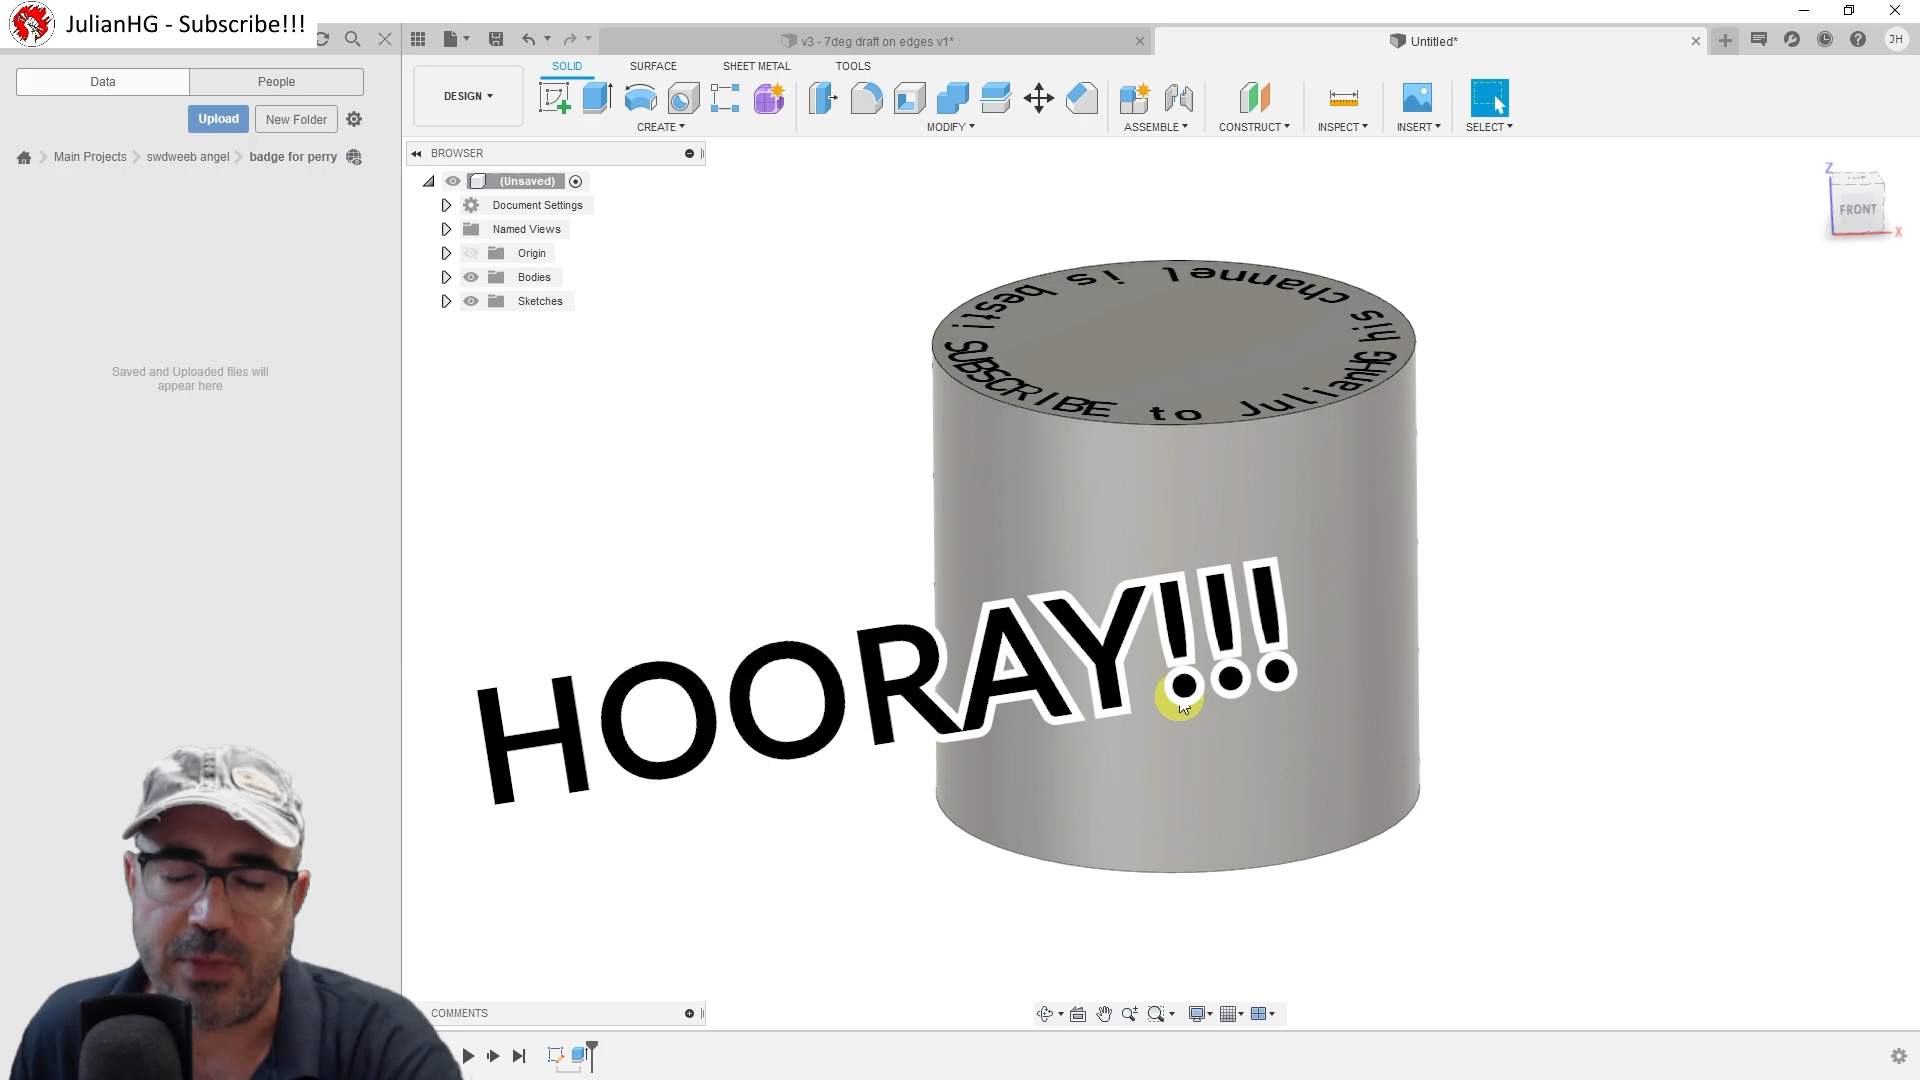 JulianHG - Subscribe!!!
v3 - 7deg draft on edges v1*
Untitled*
JH
Data
People
Upload
New Folder
Main Projects
swdweeb angel
badge for perry
Saved and Uploaded files will
appear here
DESIGN
SOLID
SURFACE
SHEET METAL
TOOLS
CREATE
MODIFY
ASSEMBLE
CONSTRUCT
INSPECT
INSERT
SELECT
BROWSER
(Unsaved)
Document Settings
Named Views
Origin
Bodies
Sketches
Z
TOP
FRONT
X
SUBSCRIBE to JulianHG his channel is best!
HOORAY!!!
COMMENTS